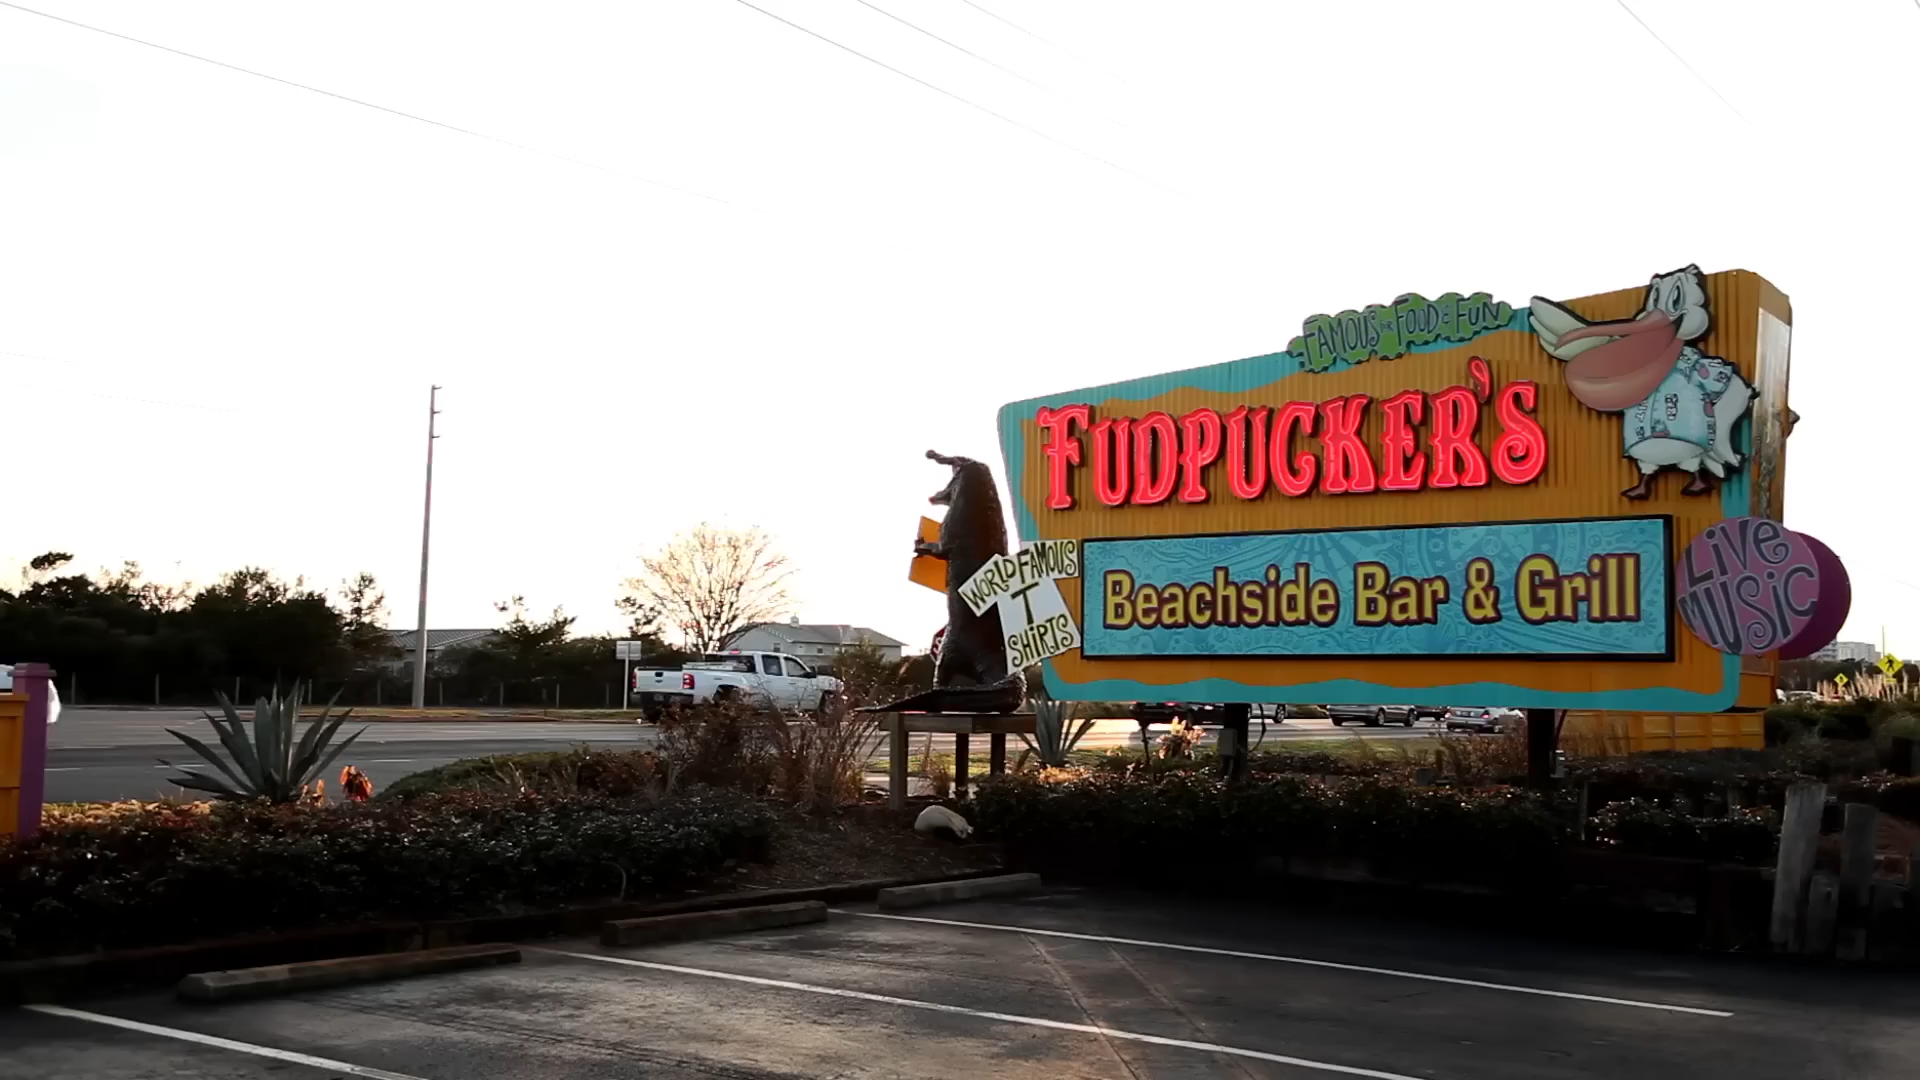 FAMOUS FOR FOOD & FUN
FUDPUCKER'S
Beachside Bar & Grill
LIVE
MUSIC
WORLD FAMOUS
T
SHIRTS